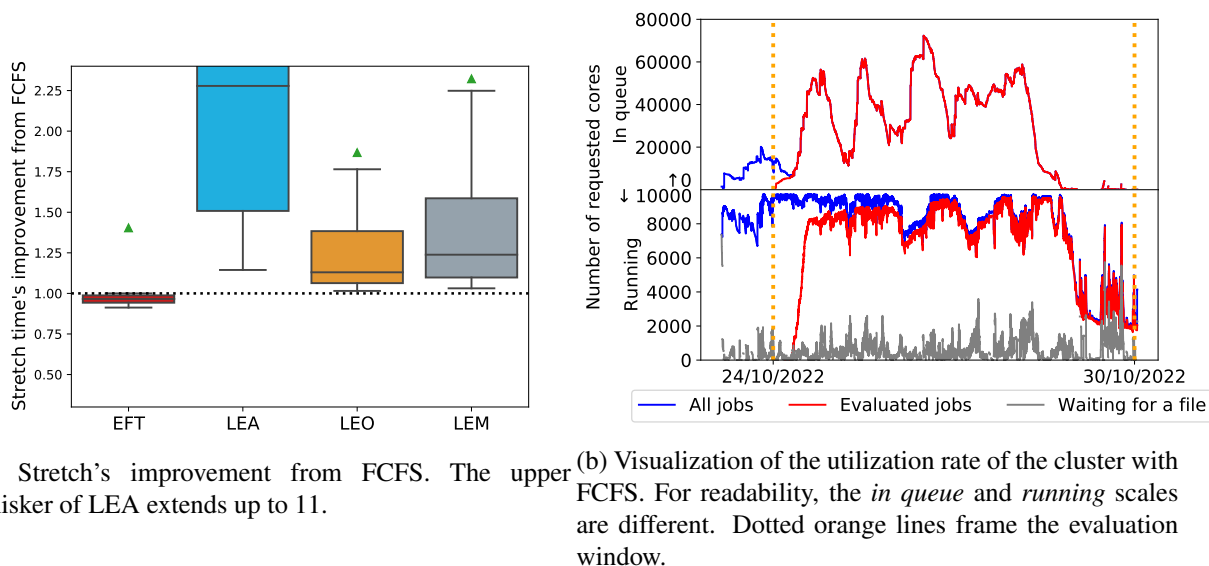 Stretch time's improvement from FCFS
2.25
2.00
1.75
1.50
1.25
1.00
0.75
0.50
EFT
LEA
LEO
LEM
Stretch's improvement from FCFS. The upper
isker of LEA extends up to 11.
Number of requested cores
In queue
Running
80000
60000
40000
20000
↑0
← 10000
8000
6000
4000
2000
0
24/10/2022
30/10/2022
All jobs
Evaluated jobs
Waiting for a file
(b) Visualization of the utilization rate of the cluster with
FCFS. For readability, the in queue and running scales
are different. Dotted orange lines frame the evaluation
window.